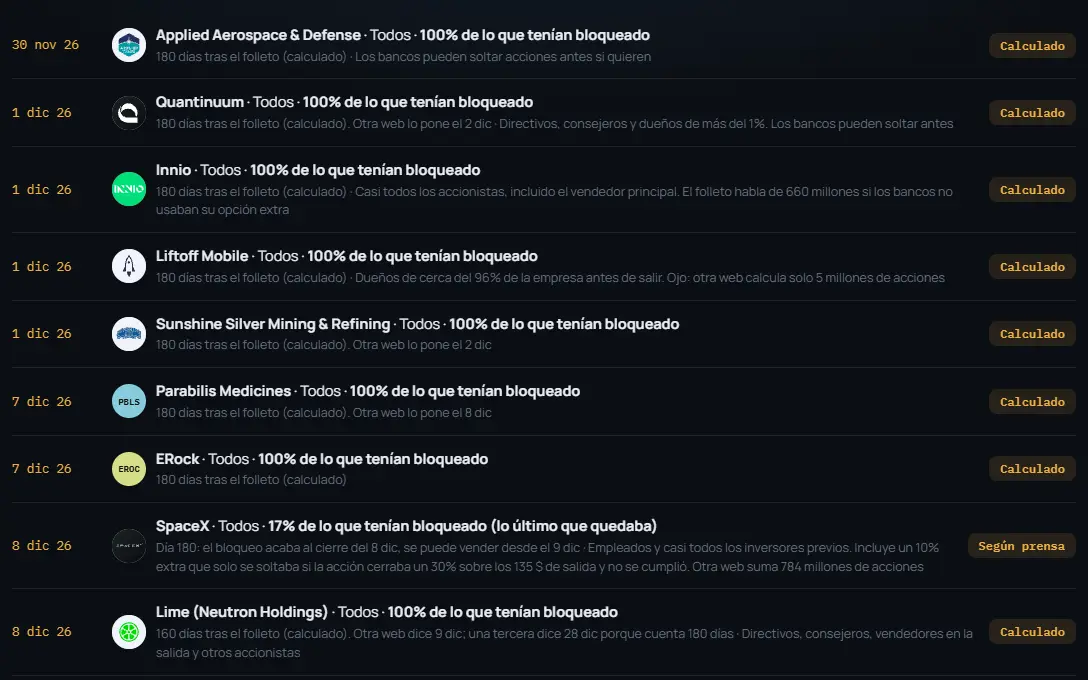 30 nov 26
Applied Aerospace & Defense · Todos · 100% de lo que tenían bloqueado
180 días tras el folleto (calculado) · Los bancos pueden soltar acciones antes si quieren
Calculado
1 dic 26
Quantinuum · Todos · 100% de lo que tenían bloqueado
180 días tras el folleto (calculado). Otra web lo pone el 2 dic · Directivos, consejeros y dueños de más del 1%. Los bancos pueden soltar antes
Calculado
1 dic 26
INNIO
Innio · Todos · 100% de lo que tenían bloqueado
180 días tras el folleto (calculado) · Casi todos los accionistas, incluido el vendedor principal. El folleto habla de 660 millones si los bancos no
usaban su opción extra
Calculado
1 dic 26
Liftoff Mobile · Todos · 100% de lo que tenían bloqueado
180 días tras el folleto (calculado) · Dueños de cerca del 96% de la empresa antes de salir. Ojo: otra web calcula solo 5 millones de acciones
Calculado
1 dic 26
Sunshine Silver Mining & Refining · Todos · 100% de lo que tenían bloqueado
180 días tras el folleto (calculado). Otra web lo pone el 2 dic
Calculado
7 dic 26
PBLS
Parabilis Medicines · Todos · 100% de lo que tenían bloqueado
180 días tras el folleto (calculado). Otra web lo pone el 8 dic
Calculado
7 dic 26
EROC
ERock · Todos · 100% de lo que tenían bloqueado
180 días tras el folleto (calculado)
Calculado
8 dic 26
SPACEX
SpaceX · Todos · 17% de lo que tenían bloqueado (lo último que quedaba)
Día 180: el bloqueo acaba al cierre del 8 dic, se puede vender desde el 9 dic · Empleados y casi todos los inversores previos. Incluye un 10%
extra que solo se soltaba si la acción cerraba un 30% sobre los 135 $ de salida y no se cumplió. Otra web suma 784 millones de acciones
Según prensa
8 dic 26
Lime (Neutron Holdings) · Todos · 100% de lo que tenían bloqueado
160 días tras el folleto (calculado). Otra web dice 9 dic; una tercera dice 28 dic porque cuenta 180 días · Directivos, consejeros, vendedores en la
salida y otros accionistas
Calculado